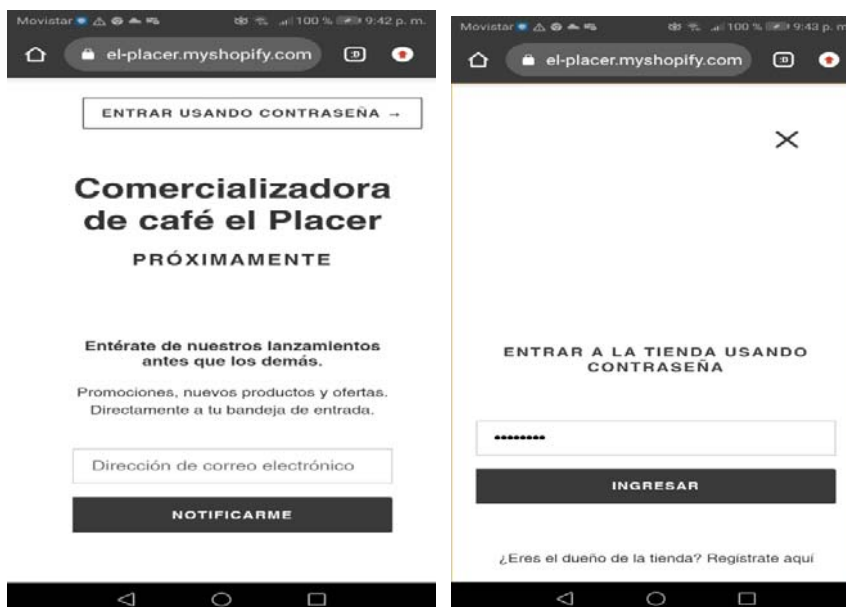 Movistar 100 % 9:42 p. m.
el-placer.myshopify.com :D
ENTRAR USANDO CONTRASEÑA →
Comercializadora
de café el Placer
PRÓXIMAMENTE
Entérate de nuestros lanzamientos
antes que los demás.
Promociones, nuevos productos y ofertas.
Directamente a tu bandeja de entrada.
Dirección de correo electrónico
NOTIFICARME
Movistar 100 % 9:43 p. m
el-placer.myshopify.com :D
ENTRAR A LA TIENDA USANDO
CONTRASEÑA
••••••••
INGRESAR
¿Eres el dueño de la tienda? Regístrate aquí